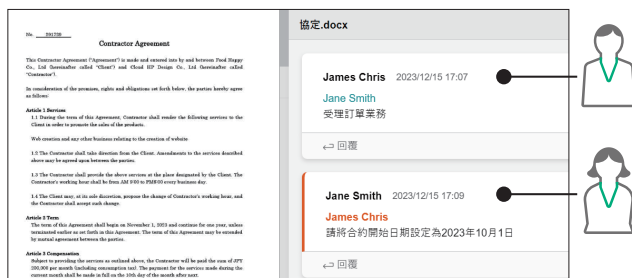 No. 591738
Contractor Agreement
This Contractor Agreement ("Agreement") is made and entered into by and between Food Heppy
Co., Ltd (hereinafter called "Client") and Cloud HP Design Co., Ltd (hereinafter called
"Contractor").
In consideration of the premises, rights and obligations set forth below, the parties hereby agree
as follows:
Article 1 Services
1.1 During the term of this Agreement, Contractor shall render the following services to the
Client in order to promote the sales of the products.
Web creation and any other business relating to the creation of website
1.2 The Contractor shall take direction from the Client. Amendments to the services described
above may be agreed upon between the parties.
1.3 The Contractor shall provide the above services at the place designated by the Client. The
Contractor's working hour shall be from AM 9:00 to PM6:00 every business day.
1.4 The Client may, at its sole discretion, propose the change of Contractor's working hour, and
the Contractor shall accept such change.
Article 2 Term
The term of this Agreement shall begin on November 1, 2023 and continue for one year, unless
terminated earlier as set forth in this Agreement. The term of this Agreement may be extended
by mutual agreement between the parties.
Article 3 Compensation
Subject to providing the services as outlined above, the Contractor will be paid the sum of JPY
200,000 per month (including consumption tax). The payment for the services made during the
current month shall be made in full on the 10th day of the month after next.
協定.docx
James Chris 2023/12/15 17:07
Jane Smith
受理訂單業務
回覆
Jane Smith 2023/12/15 17:09
James Chris
請將合約開始日期設定為2023年10月1日
回覆